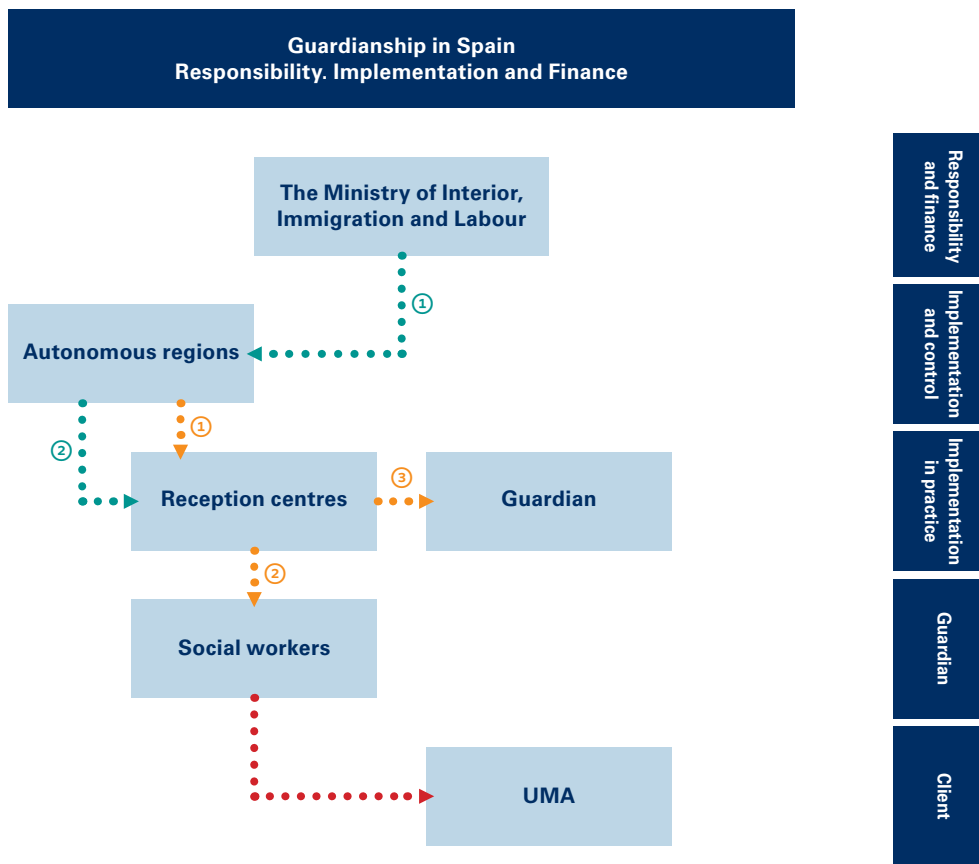 Guardianship in Spain
Responsibility. Implementation and Finance
The Ministry of Interior,
Immigration and Labour
1
Autonomous regions
2
1
Reception centres
3
Guardian
2
Social workers
UMA
Responsibility
and finance
Implementation
and control
Implementation
in practice
Guardian
Client